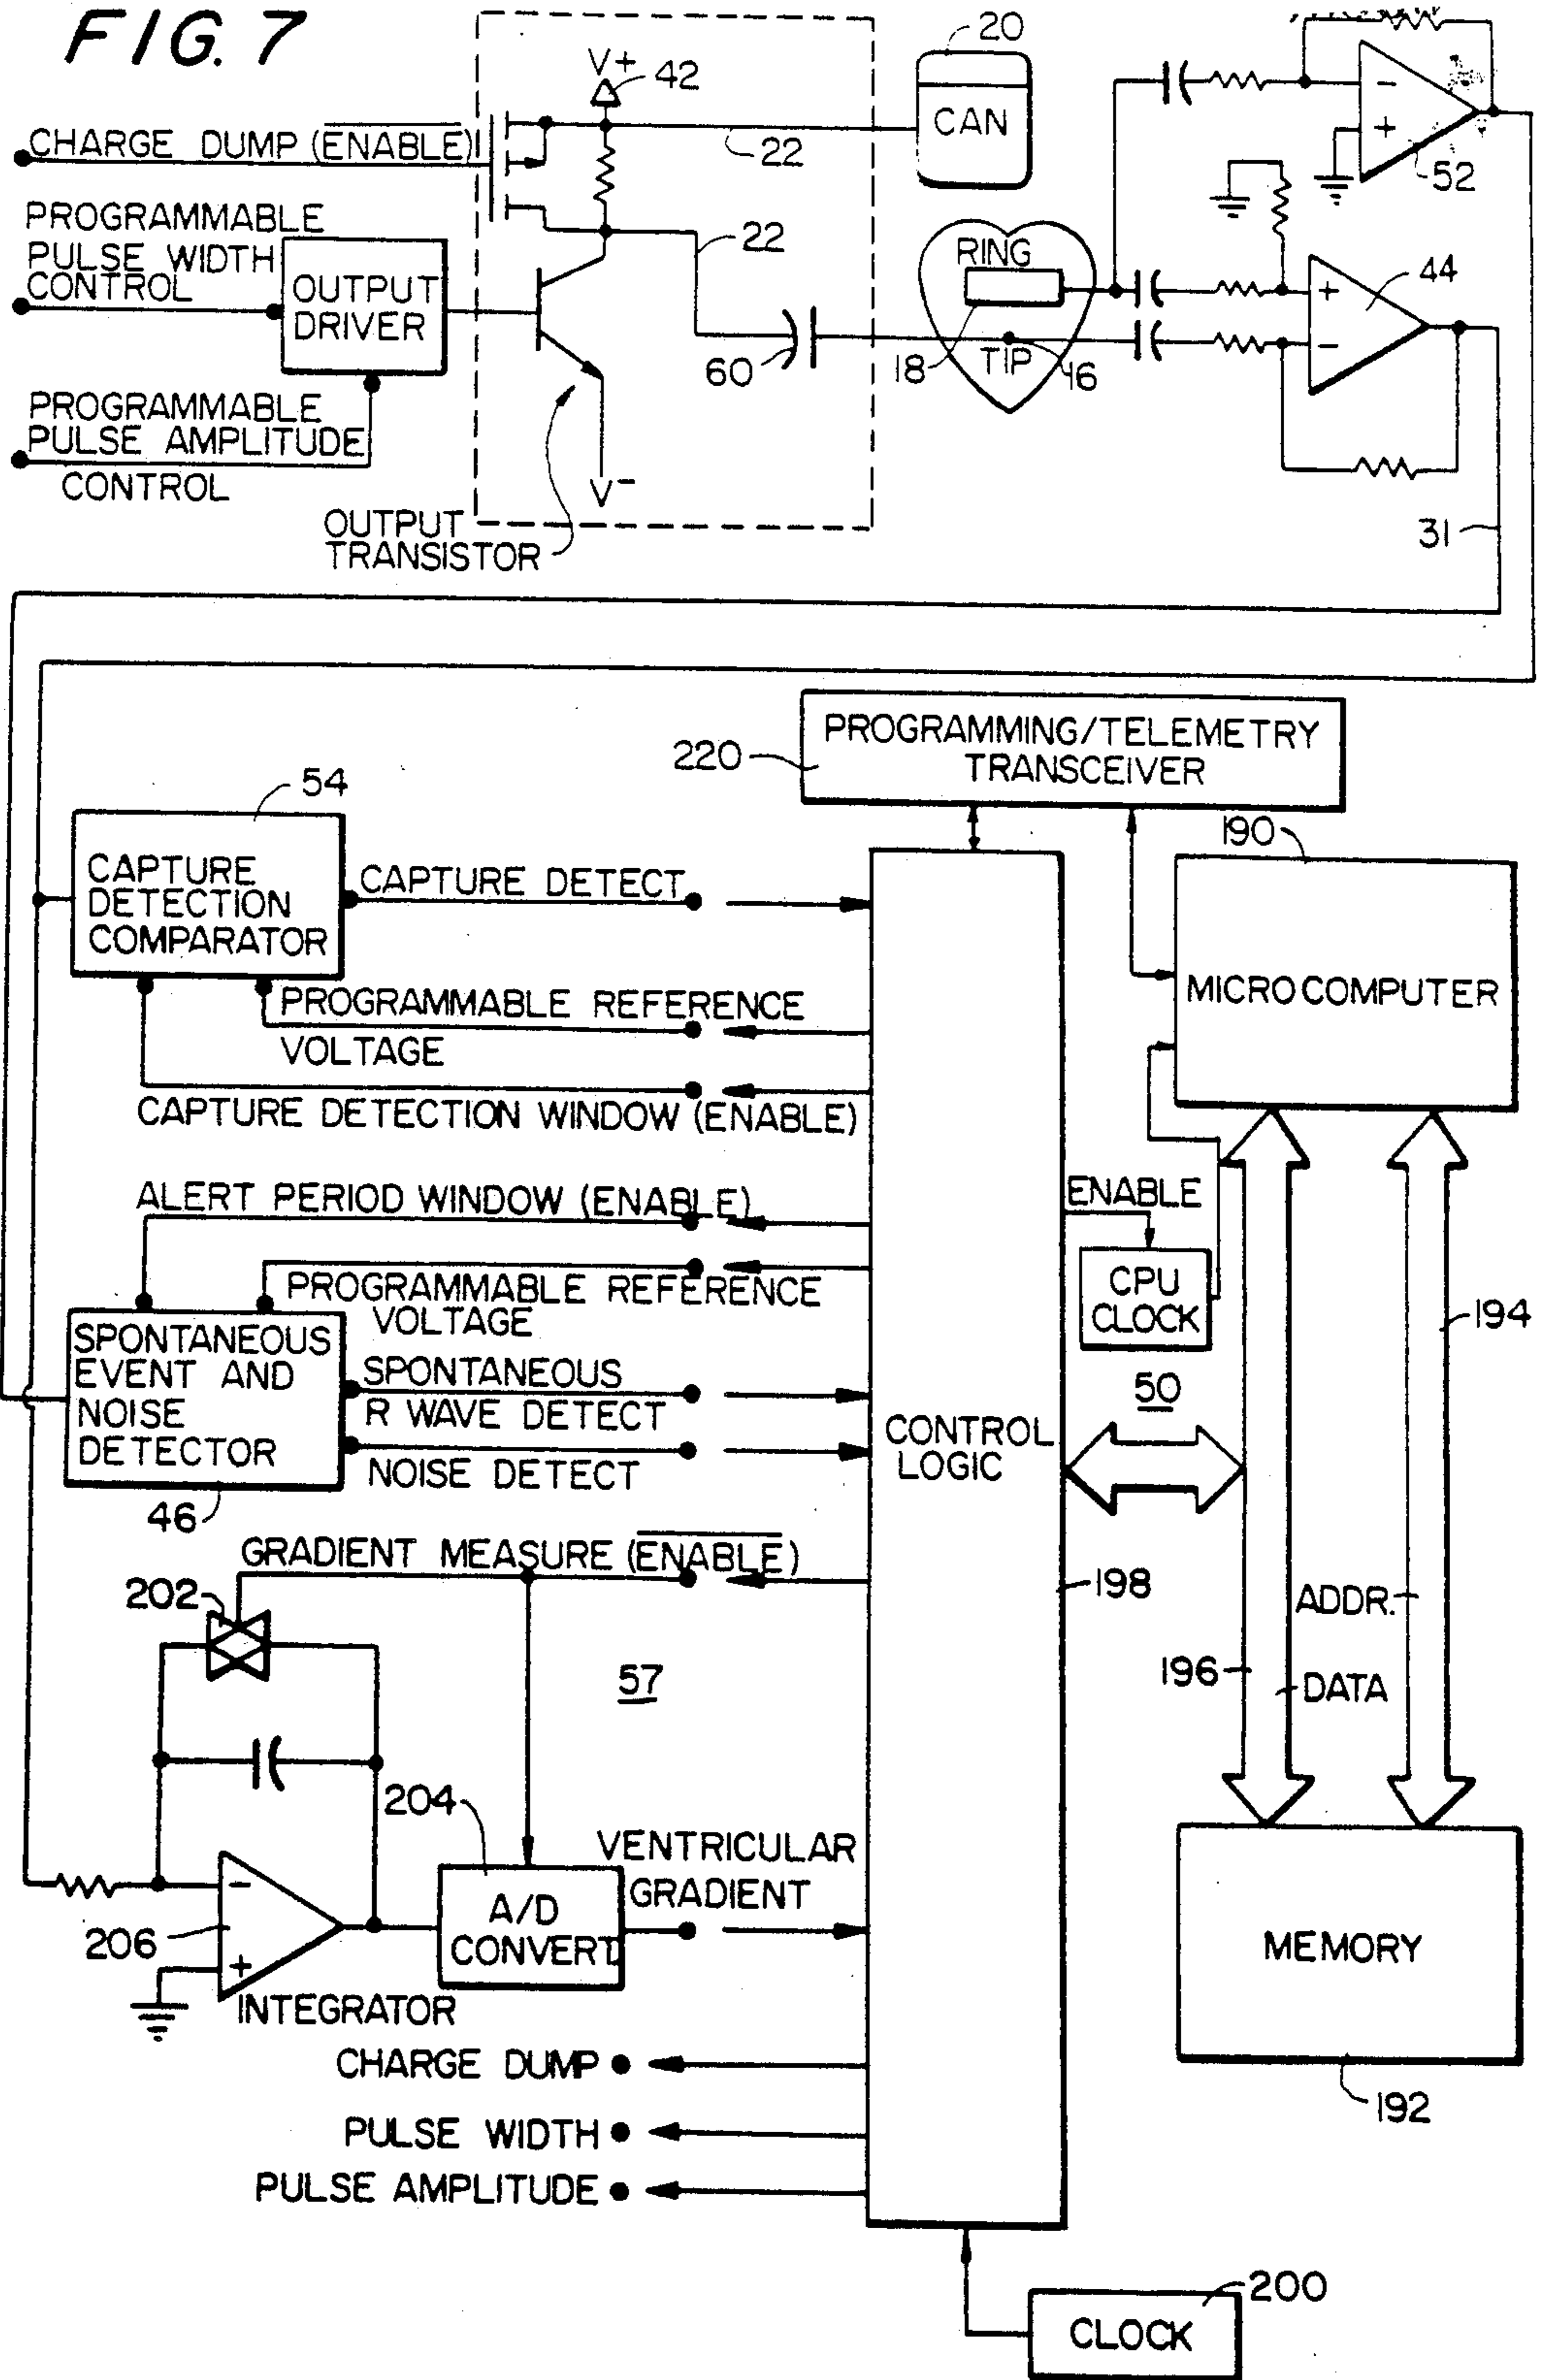 FIG. 7
V+
42
20
CAN
CHARGE DUMP (ENABLE)
22
-
+
52
PROGRAMMABLE
PULSE WIDTH
CONTROL
OUTPUT
DRIVER
22
RING
+
-
44
60
18
TIP
16
PROGRAMMABLE
PULSE AMPLITUDE
CONTROL
V-
OUTPUT
TRANSISTOR
31
220
PROGRAMMING/TELEMETRY
TRANSCEIVER
54
190
CAPTURE
DETECTION
COMPARATOR
CAPTURE DETECT
MICROCOMPUTER
PROGRAMMABLE REFERENCE
VOLTAGE
CAPTURE DETECTION WINDOW (ENABLE)
ALERT PERIOD WINDOW (ENABLE)
ENABLE
CPU
CLOCK
PROGRAMMABLE REFERENCE
VOLTAGE
194
SPONTANEOUS
EVENT AND
NOISE
DETECTOR
SPONTANEOUS
R WAVE DETECT
50
CONTROL
LOGIC
NOISE DETECT
46
GRADIENT MEASURE (ENABLE)
202
198
ADDR.
57
196
DATA
204
VENTRICULAR
GRADIENT
-
+
206
A/D
CONVERT
MEMORY
INTEGRATOR
CHARGE DUMP
192
PULSE WIDTH
PULSE AMPLITUDE
200
CLOCK